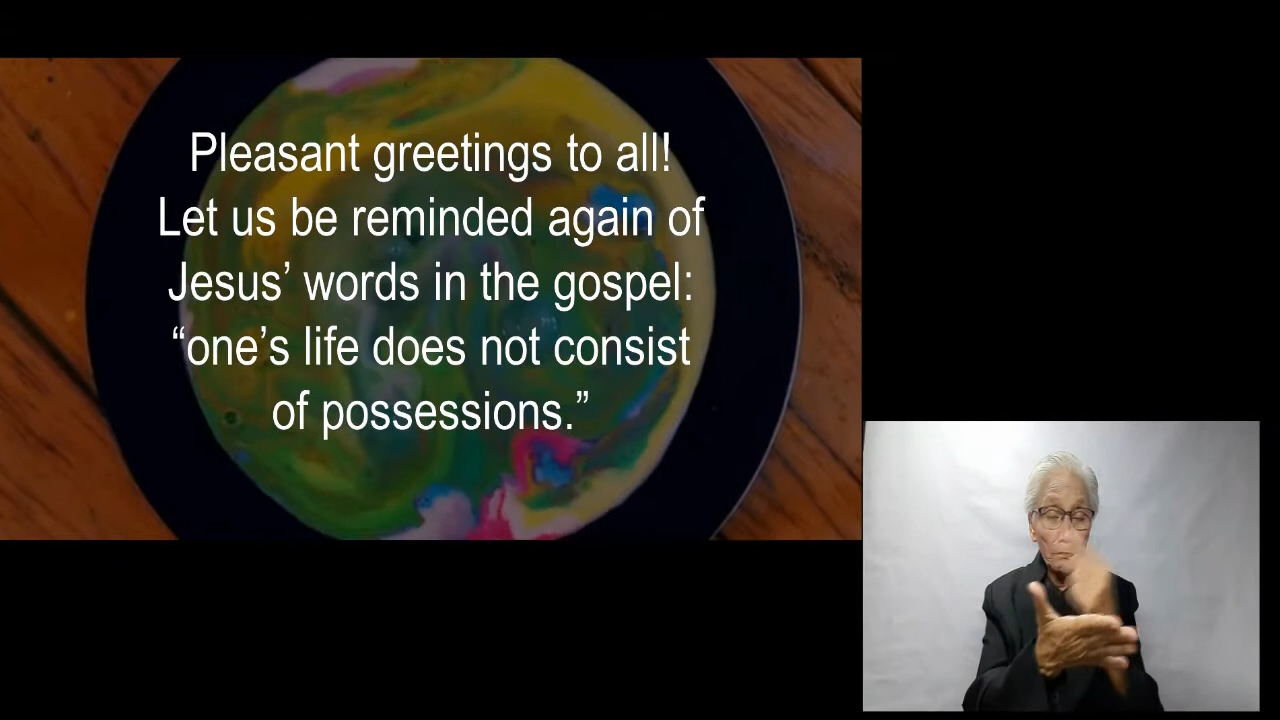 Pleasant greetings to all!
Let us be reminded again of
Jesus’ words in the gospel:
“one’s life does not consist
of possessions.”